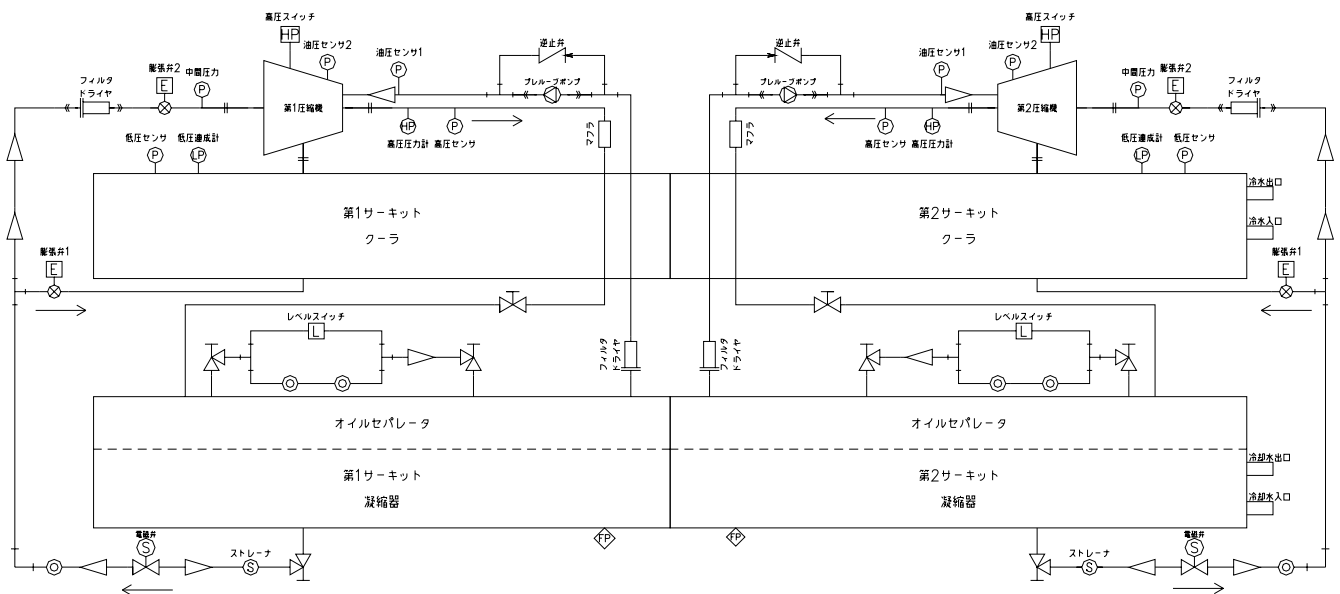 高圧スイッチ
HP
油圧センサ2
P
油圧センサ1
P
逆止弁
プレルーブポンプ
膨張弁2
E
中間圧力
P
フィルタ
ドライヤ
第1圧縮機
HP
高圧圧力計
P
高圧センサ
マフラ
低圧センサ
P
低圧連成計
LP
逆止弁
プレルーブポンプ
油圧センサ1
P
油圧センサ2
P
高圧スイッチ
HP
第2圧縮機
中間圧力
P
膨張弁2
E
フィルタ
ドライヤ
マフラ
P
高圧センサ
HP
高圧圧力計
低圧連成計
LP
低圧センサ
P
第1サーキット
クーラ
第2サーキット
クーラ
冷水出口
冷水入口
膨張弁1
E
膨張弁1
E
レベルスイッチ
L
フィルタ
ドライヤ
フィルタ
ドライヤ
レベルスイッチ
L
オイルセパレータ
オイルセパレータ
第1サーキット
凝縮器
第2サーキット
凝縮器
冷却水出口
冷却水入口
FP
FP
電磁弁
S
ストレーナ
S
ストレーナ
S
電磁弁
S